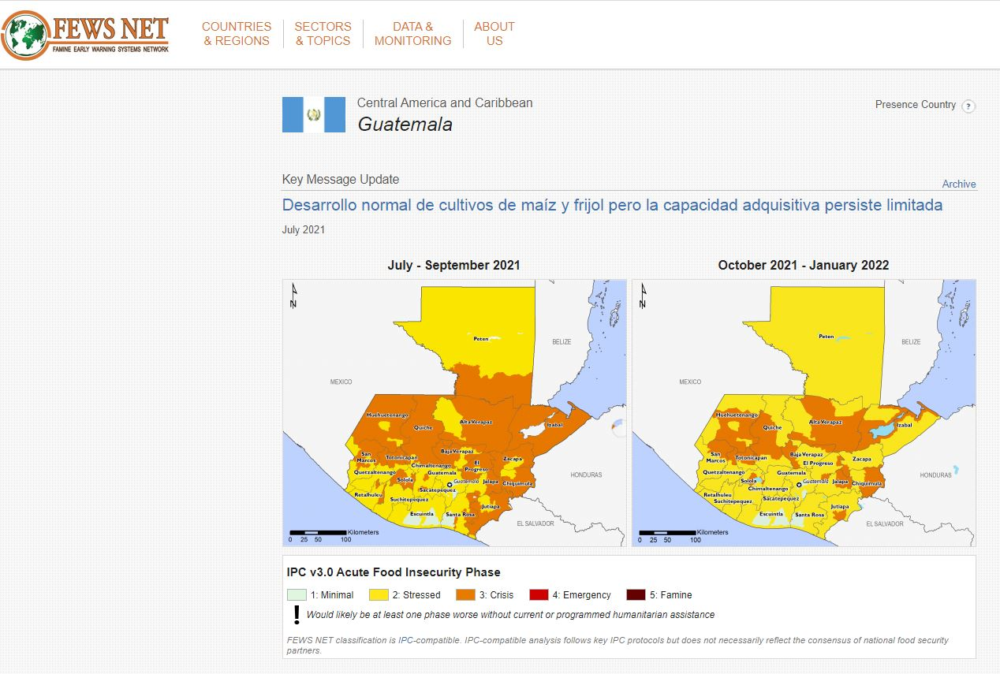 FEWS NET
FAMINE EARLY WARNING SYSTEMS NETWORK
COUNTRIES
& REGIONS
SECTORS
& TOPICS
DATA &
MONITORING
ABOUT
US
Central America and Caribbean
Guatemala
Presence Country ?
Key Message Update
Archive
Desarrollo normal de cultivos de maíz y frijol pero la capacidad adquisitiva persiste limitada
July 2021
July - September 2021
N
Peten
BELIZE
MEXICO
Huehuetenango
Quiche
Alta Verapaz
Izabal
San
Marcos
Totonicapan
Baja Verapaz
El
Progreso
Zacapa
Chimaltenango
Quetzaltenango
Guatemala
Solola
Guatemala
Jalapa
Chiquimula
HONDURAS
Retalhuleu
Sacatepequez
Suchitepequez
Jutiapa
Escuintla
Santa Rosa
EL SALVADOR
Kilometers
0 25 50 100
October 2021 - January 2022
N
Peten
BELIZE
MEXICO
Huehuetenango
Quiche
Alta Verapaz
Izabal
San
Marcos
Totonicapan
Baja Verapaz
El Progreso
Zacapa
Quetzaltenango
Guatemala
Solola
Guatemala
Jalapa
Chiquimula
HONDURAS
Chimaltenango
Retalhuleu
Suchitepequez
Sacatepequez
Jutiapa
Escuintla
Santa Rosa
EL SALVADOR
Kilometers
0 25 50 100
IPC v3.0 Acute Food Insecurity Phase
1: Minimal
2: Stressed
3: Crisis
4: Emergency
5: Famine
! Would likely be at least one phase worse without current or programmed humanitarian assistance
FEWS NET classification is IPC-compatible. IPC-compatible analysis follows key IPC protocols but does not necessarily reflect the consensus of national food security
partners.